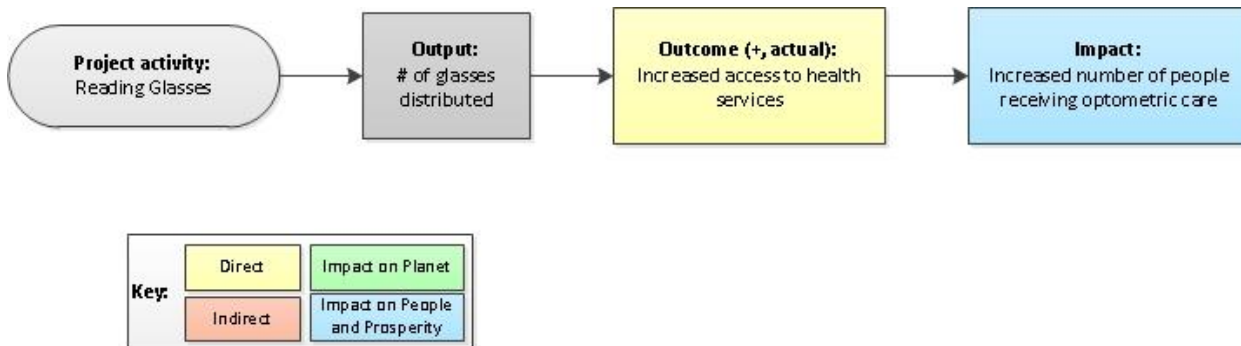 Project activity:
Reading Glasses
Output:
# of glasses
distributed
Outcome (+, actual):
Increased access to health
services
Impact:
Increased number of people
receiving optometric care
Key:
Direct
Impact on Planet
Indirect
Impact on People
and Prosperity